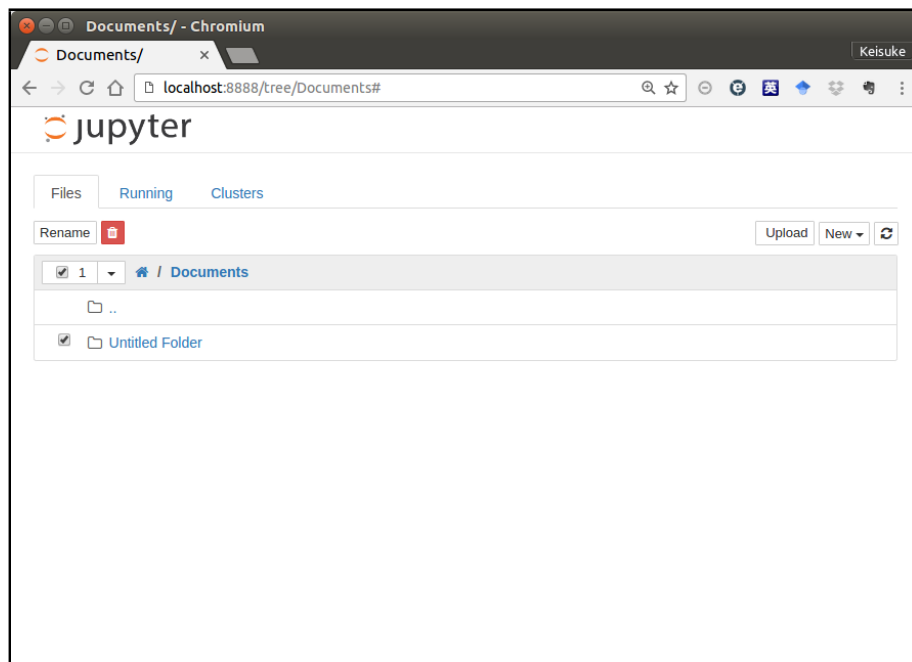 Documents/ - Chromium
Documents/ ×
Keisuke
localhost:8888/tree/Documents#
英
jupyter
Files Running Clusters
Rename Upload New
1 / Documents
..
Untitled Folder